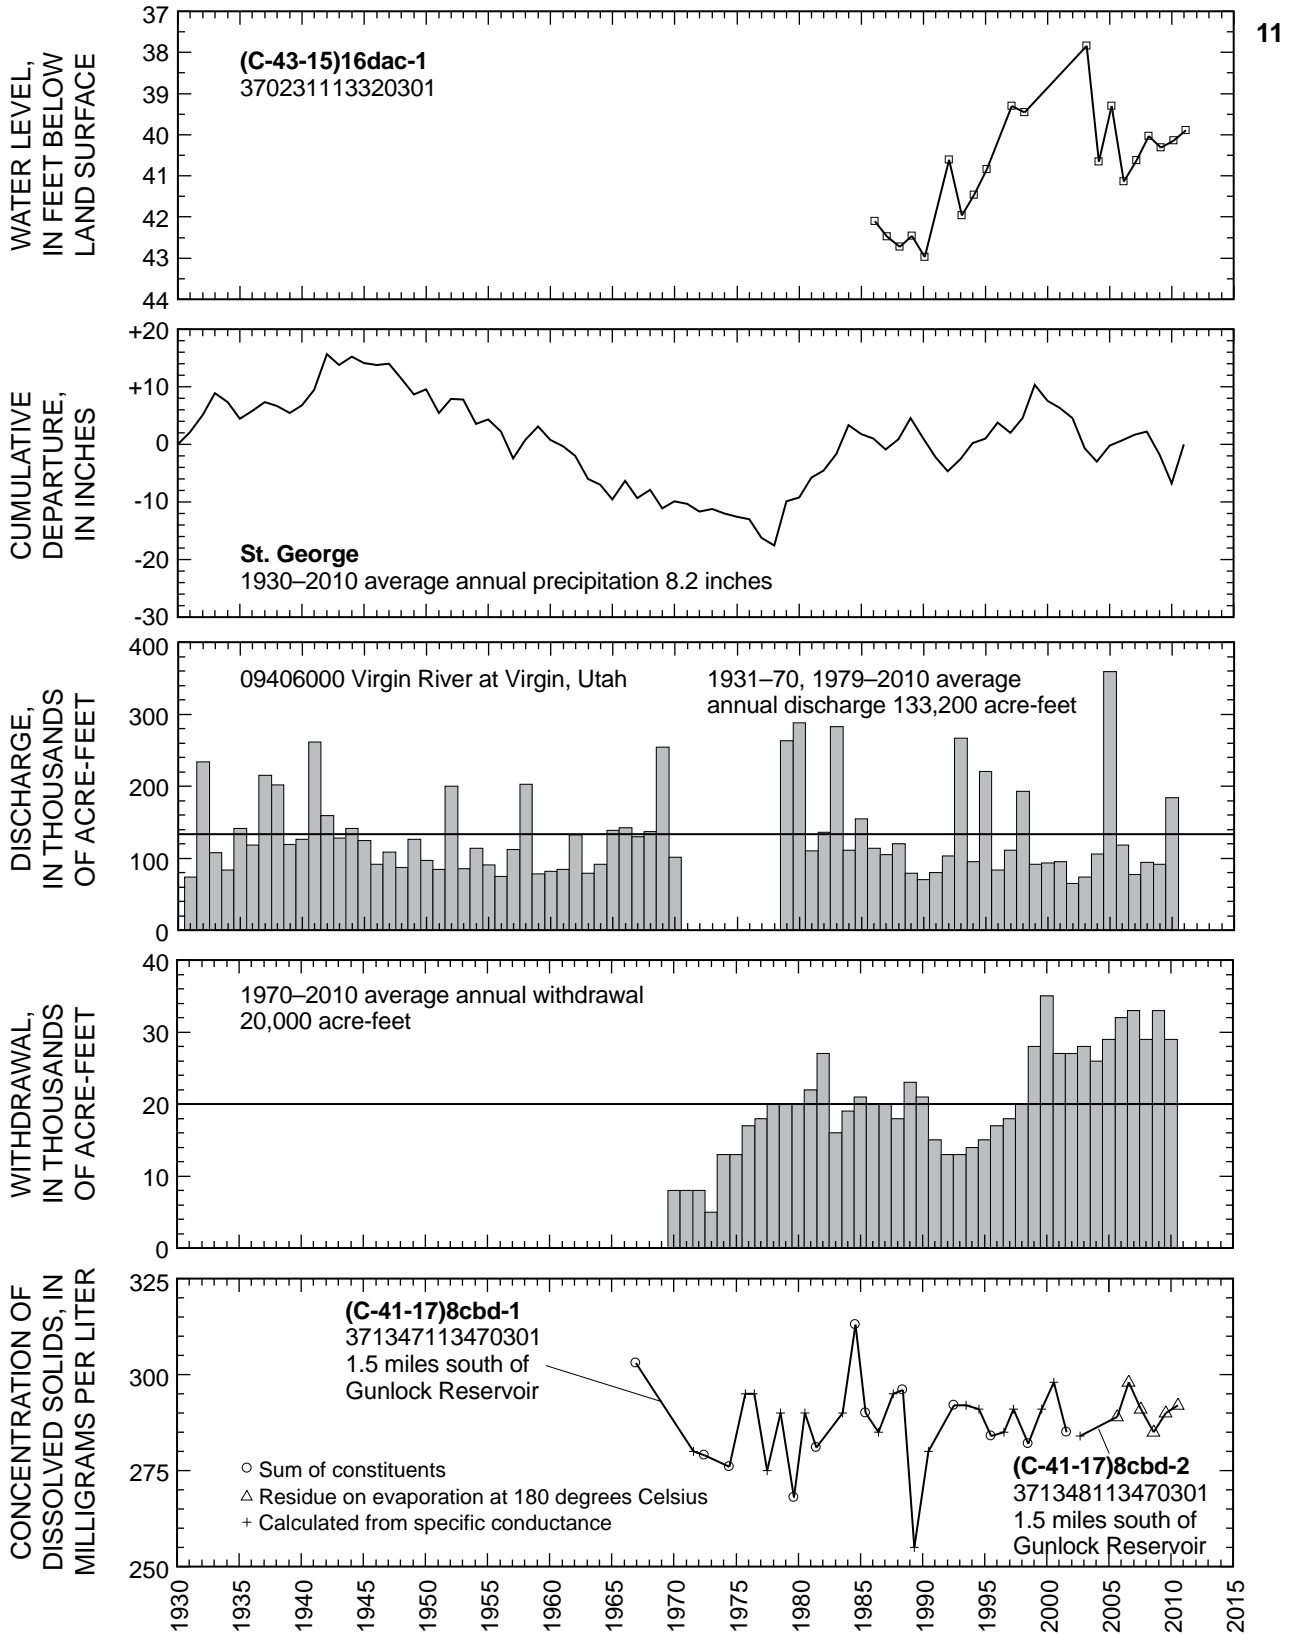 11
WATER LEVEL,
IN FEET BELOW
LAND SURFACE
37
38
39
40
41
42
43
44
(C-43-15)16dac-1
370231113320301
CUMULATIVE
DEPARTURE,
IN INCHES
+20
+10
0
-10
-20
-30
St. George
1930–2010 average annual precipitation 8.2 inches
DISCHARGE,
IN THOUSANDS
OF ACRE-FEET
400
300
200
100
0
09406000 Virgin River at Virgin, Utah
1931–70, 1979–2010 average
annual discharge 133,200 acre-feet
WITHDRAWAL,
IN THOUSANDS
OF ACRE-FEET
40
30
20
10
0
1970–2010 average annual withdrawal
20,000 acre-feet
CONCENTRATION OF
DISSOLVED SOLIDS, IN
MILLIGRAMS PER LITER
325
300
275
250
(C-41-17)8cbd-1
371347113470301
1.5 miles south of
Gunlock Reservoir
Sum of constituents
Residue on evaporation at 180 degrees Celsius
Calculated from specific conductance
(C-41-17)8cbd-2
371348113470301
1.5 miles south of
Gunlock Reservoir
1930
1935
1940
1945
1950
1955
1960
1965
1970
1975
1980
1985
1990
1995
2000
2005
2010
2015